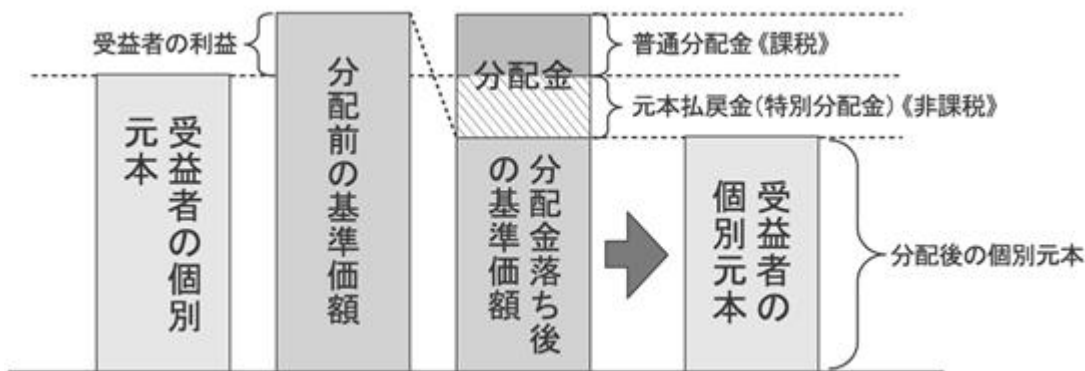 受益者の利益
受益者の個別
元本
分配前の基準価額
分配金
分配金落ち後
の基準価額
普通分配金《課税》
元本払戻金(特別分配金)《非課税》
受益者の
個別元本
分配後の個別元本